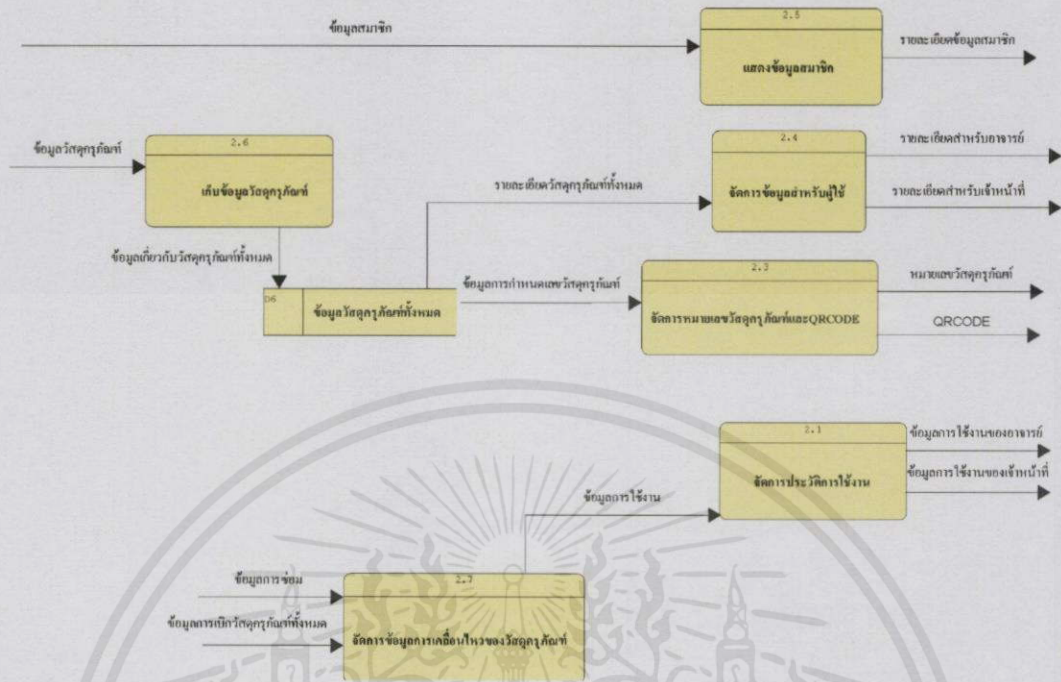 ข้อมูลสมาชิก
2.5
แสดงข้อมูลสมาชิก
รายละเอียดข้อมูลสมาชิก
ข้อมูลวัสดุครุภัณฑ์
2.6
เก็บข้อมูลวัสดุครุภัณฑ์
รายละเอียดวัสดุครุภัณฑ์ทั้งหมด
2.4
จัดการข้อมูลสำหรับผู้ใช้
รายละเอียดสำหรับอาจารย์
รายละเอียดสำหรับเจ้าหน้าที่
ข้อมูลเกี่ยวกับวัสดุครุภัณฑ์ทั้งหมด
D6
ข้อมูลวัสดุครุภัณฑ์ทั้งหมด
ข้อมูลการกำหนดเลขวัสดุครุภัณฑ์
จัดการหมายเลขวัสดุครุภัณฑ์และQRCODE
หมายเลขวัสดุครุภัณฑ์
QRCODE
2.1
จัดการประวัติการใช้งาน
ข้อมูลการใช้งานของอาจารย์
ข้อมูลการใช้งานของเจ้าหน้าที่
ข้อมูลการใช้งาน
ข้อมูลการซ่อม
ข้อมูลการเบิกวัสดุครุภัณฑ์ทั้งหมด
2.7
จัดการข้อมูลการเคลื่อนไหวของวัสดุครุภัณฑ์